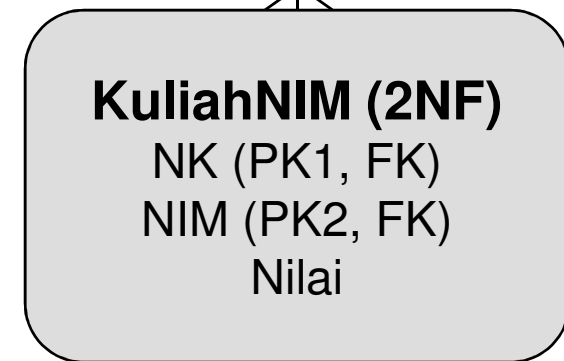 KuliahNIM (2NF)
NK (PK1, FK)
NIM (PK2, FK)
Nilai